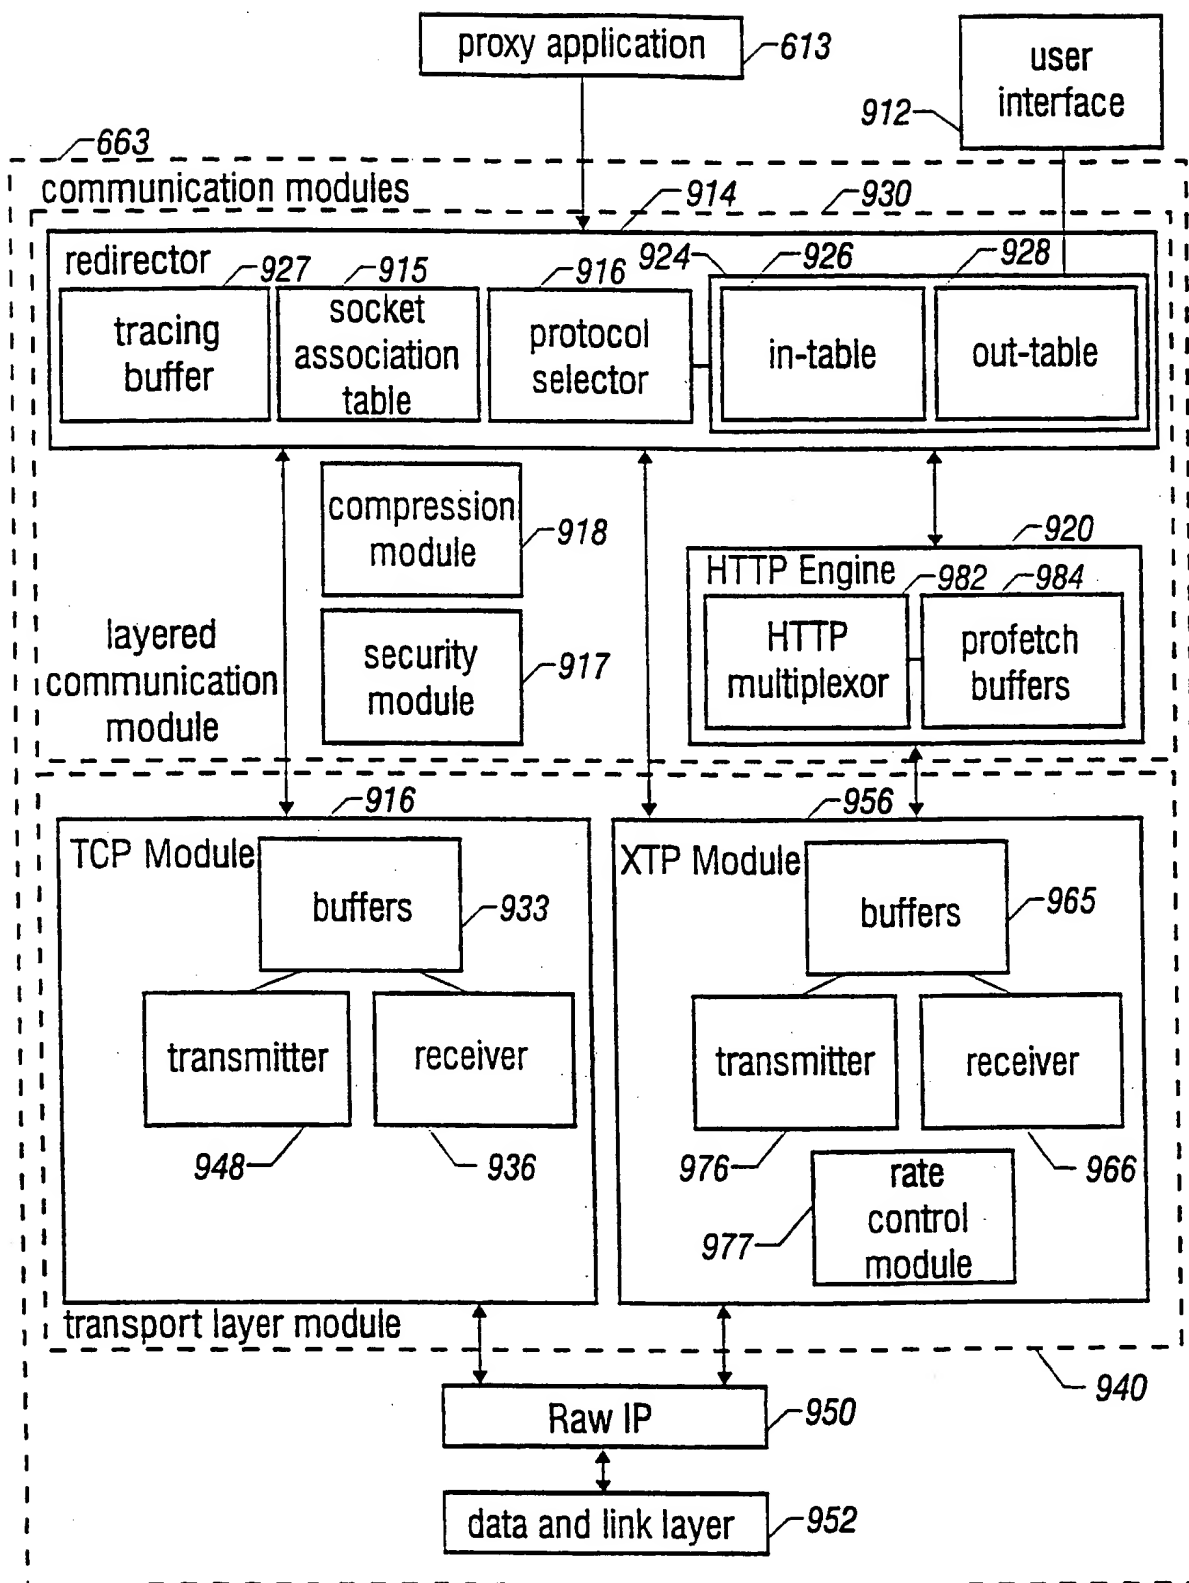 proxy application
613
user
interface
912
663
communication modules
914
930
redirector
927
915
916
924
926
928
tracing
buffer
socket
association
table
protocol
selector
in-table
out-table
compression
module
918
920
HTTP Engine
982
984
HTTP
multiplexor
profetch
buffers
layered
communication
module
security
module
917
916
956
TCP Module
buffers
933
XTP Module
buffers
965
transmitter
receiver
transmitter
receiver
948
936
976
966
rate
control
module
977
transport layer module
940
Raw IP
950
data and link layer
952